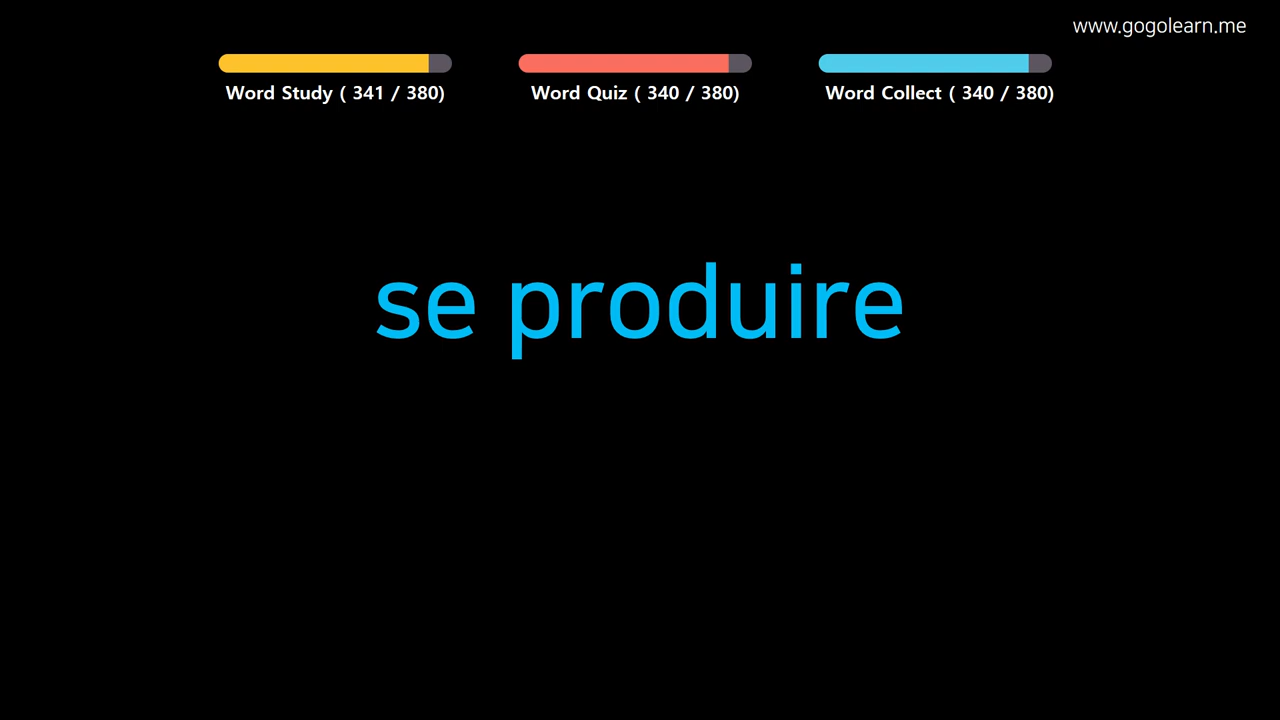 www.gogolearn.me
Word Study ( 341 / 380)
Word Quiz ( 340 / 380)
Word Collect ( 340 / 380)
se produire